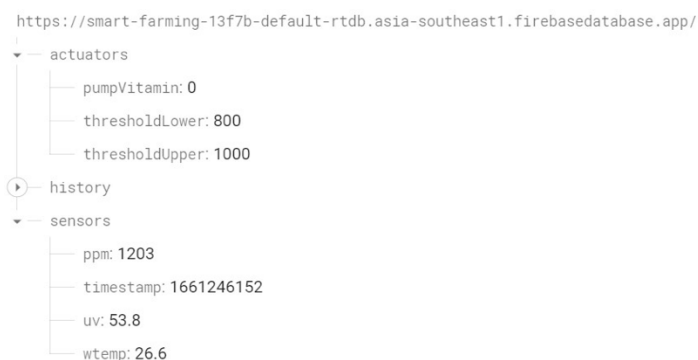 https://smart-farming-13f7b-default-rtdb.asia-southeast1.firebasedatabase.app/
actuators
pumpVitamin: 0
thresholdLower: 800
thresholdUpper: 1000
history
sensors
ppm: 1203
timestamp: 1661246152
uv: 53.8
wtemp: 26.6